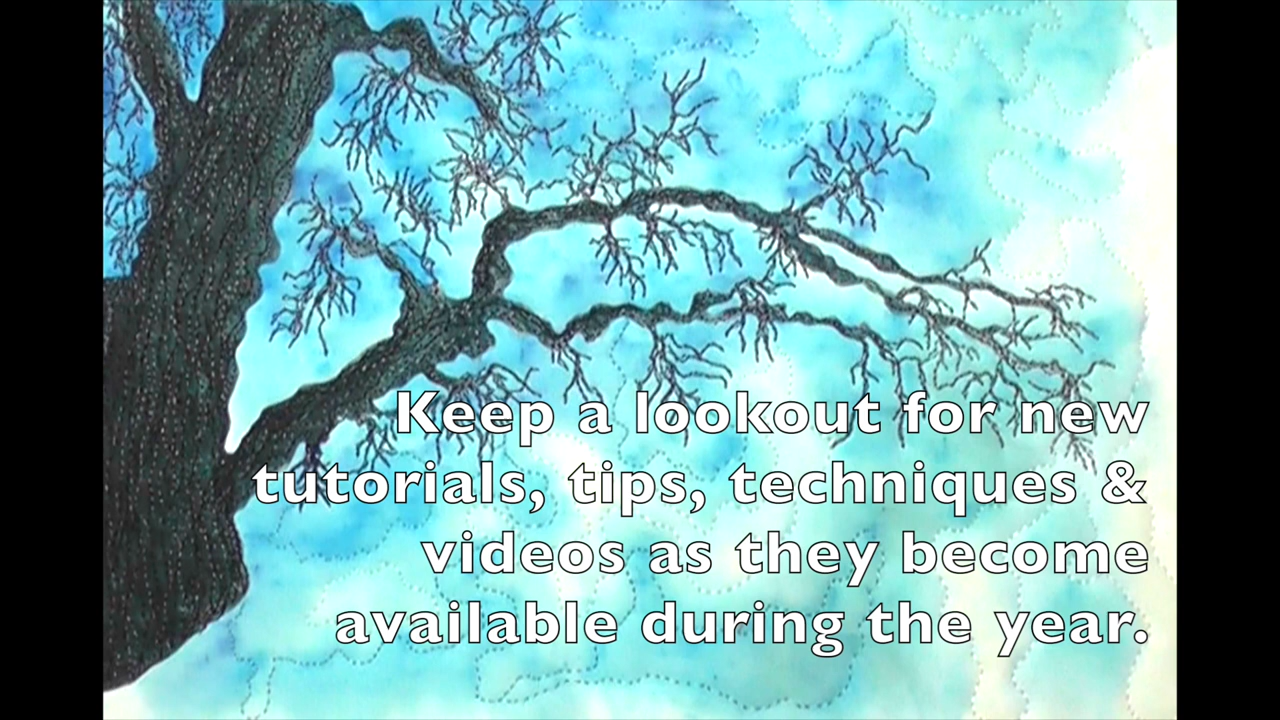 Keep a lookout for new
tutorials, tips, techniques &
videos as they become
available during the year.